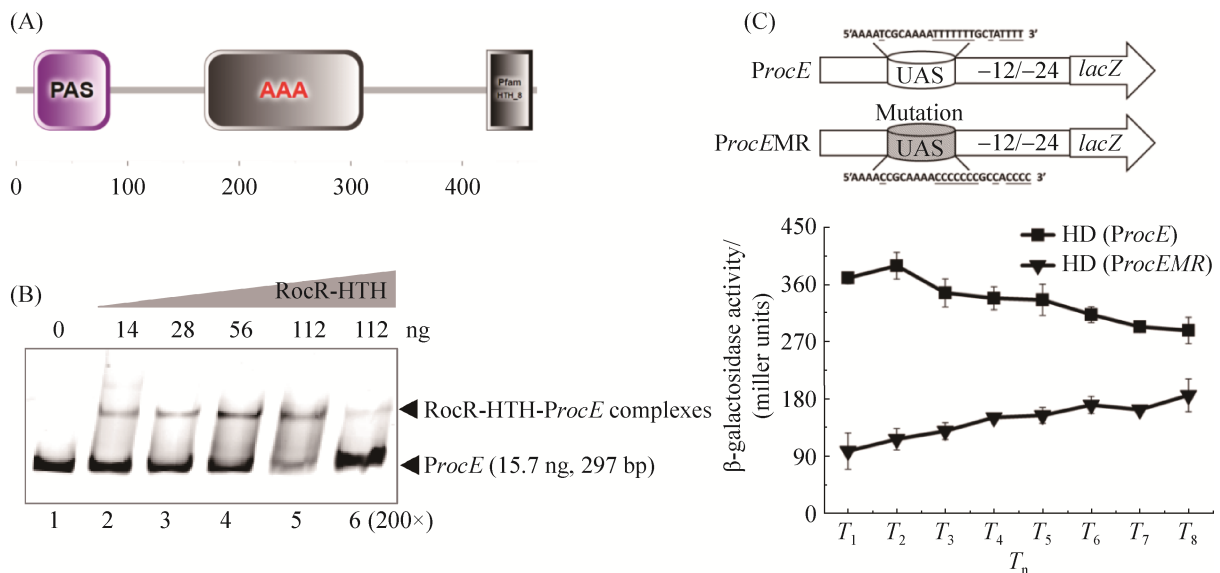 (A)
PAS
AAA
Pfam
HTH_8
0 100 200 300 400
(B)
RocR-HTH
0 14 28 56 112 112 ng
RocR-HTH-ProcE complexes
ProcE (15.7 ng, 297 bp)
1 2 3 4 5 6 (200×)
(C)
5’AAAATCGCAAAATTTTTTTGCTATTTT 3’
ProcE
UAS
−12/−24
lacZ
Mutation
ProcEMR
UAS
−12/−24
lacZ
5’AAAACCGCAAAACCCCCCCGCCACCCC 3’
HD (ProcE)
HD (ProcEMR)
β-galactosidase activity/
(miller units)
450
360
270
180
90
0
T1 T2 T3 T4 T5 T6 T7 T8
Tn